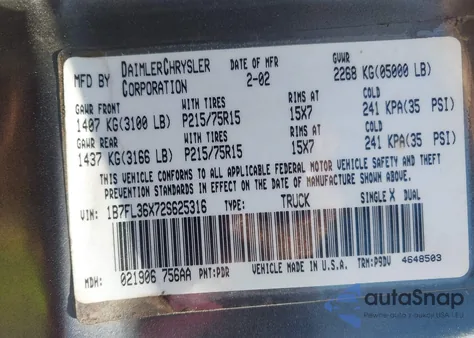 MFD BY DAIMLERCHRYSLER CORPORATION DATE OF MFR 2-02 GVWR 2268 KG(05000 LB)
GAWR FRONT WITH TIRES RIMS AT COLD
1407 KG(3100 LB) P215/75R15 15X7 241 KPA(35 PSI)
GAWR REAR WITH TIRES RIMS AT COLD
1437 KG(3166 LB) P215/75R15 15X7 241 KPA(35 PSI)
THIS VEHICLE CONFORMS TO ALL APPLICABLE FEDERAL MOTOR VEHICLE SAFETY AND THEFT
PREVENTION STANDARDS IN EFFECT ON THE DATE OF MANUFACTURE SHOWN ABOVE.
VIN: 1B7FL36X72S625316 TYPE: TRUCK SINGLE X DUAL
MDH: 021906 756AA PNT:PDR VEHICLE MADE IN U.S.A. TRM:P9DV 4648503
autoSnap